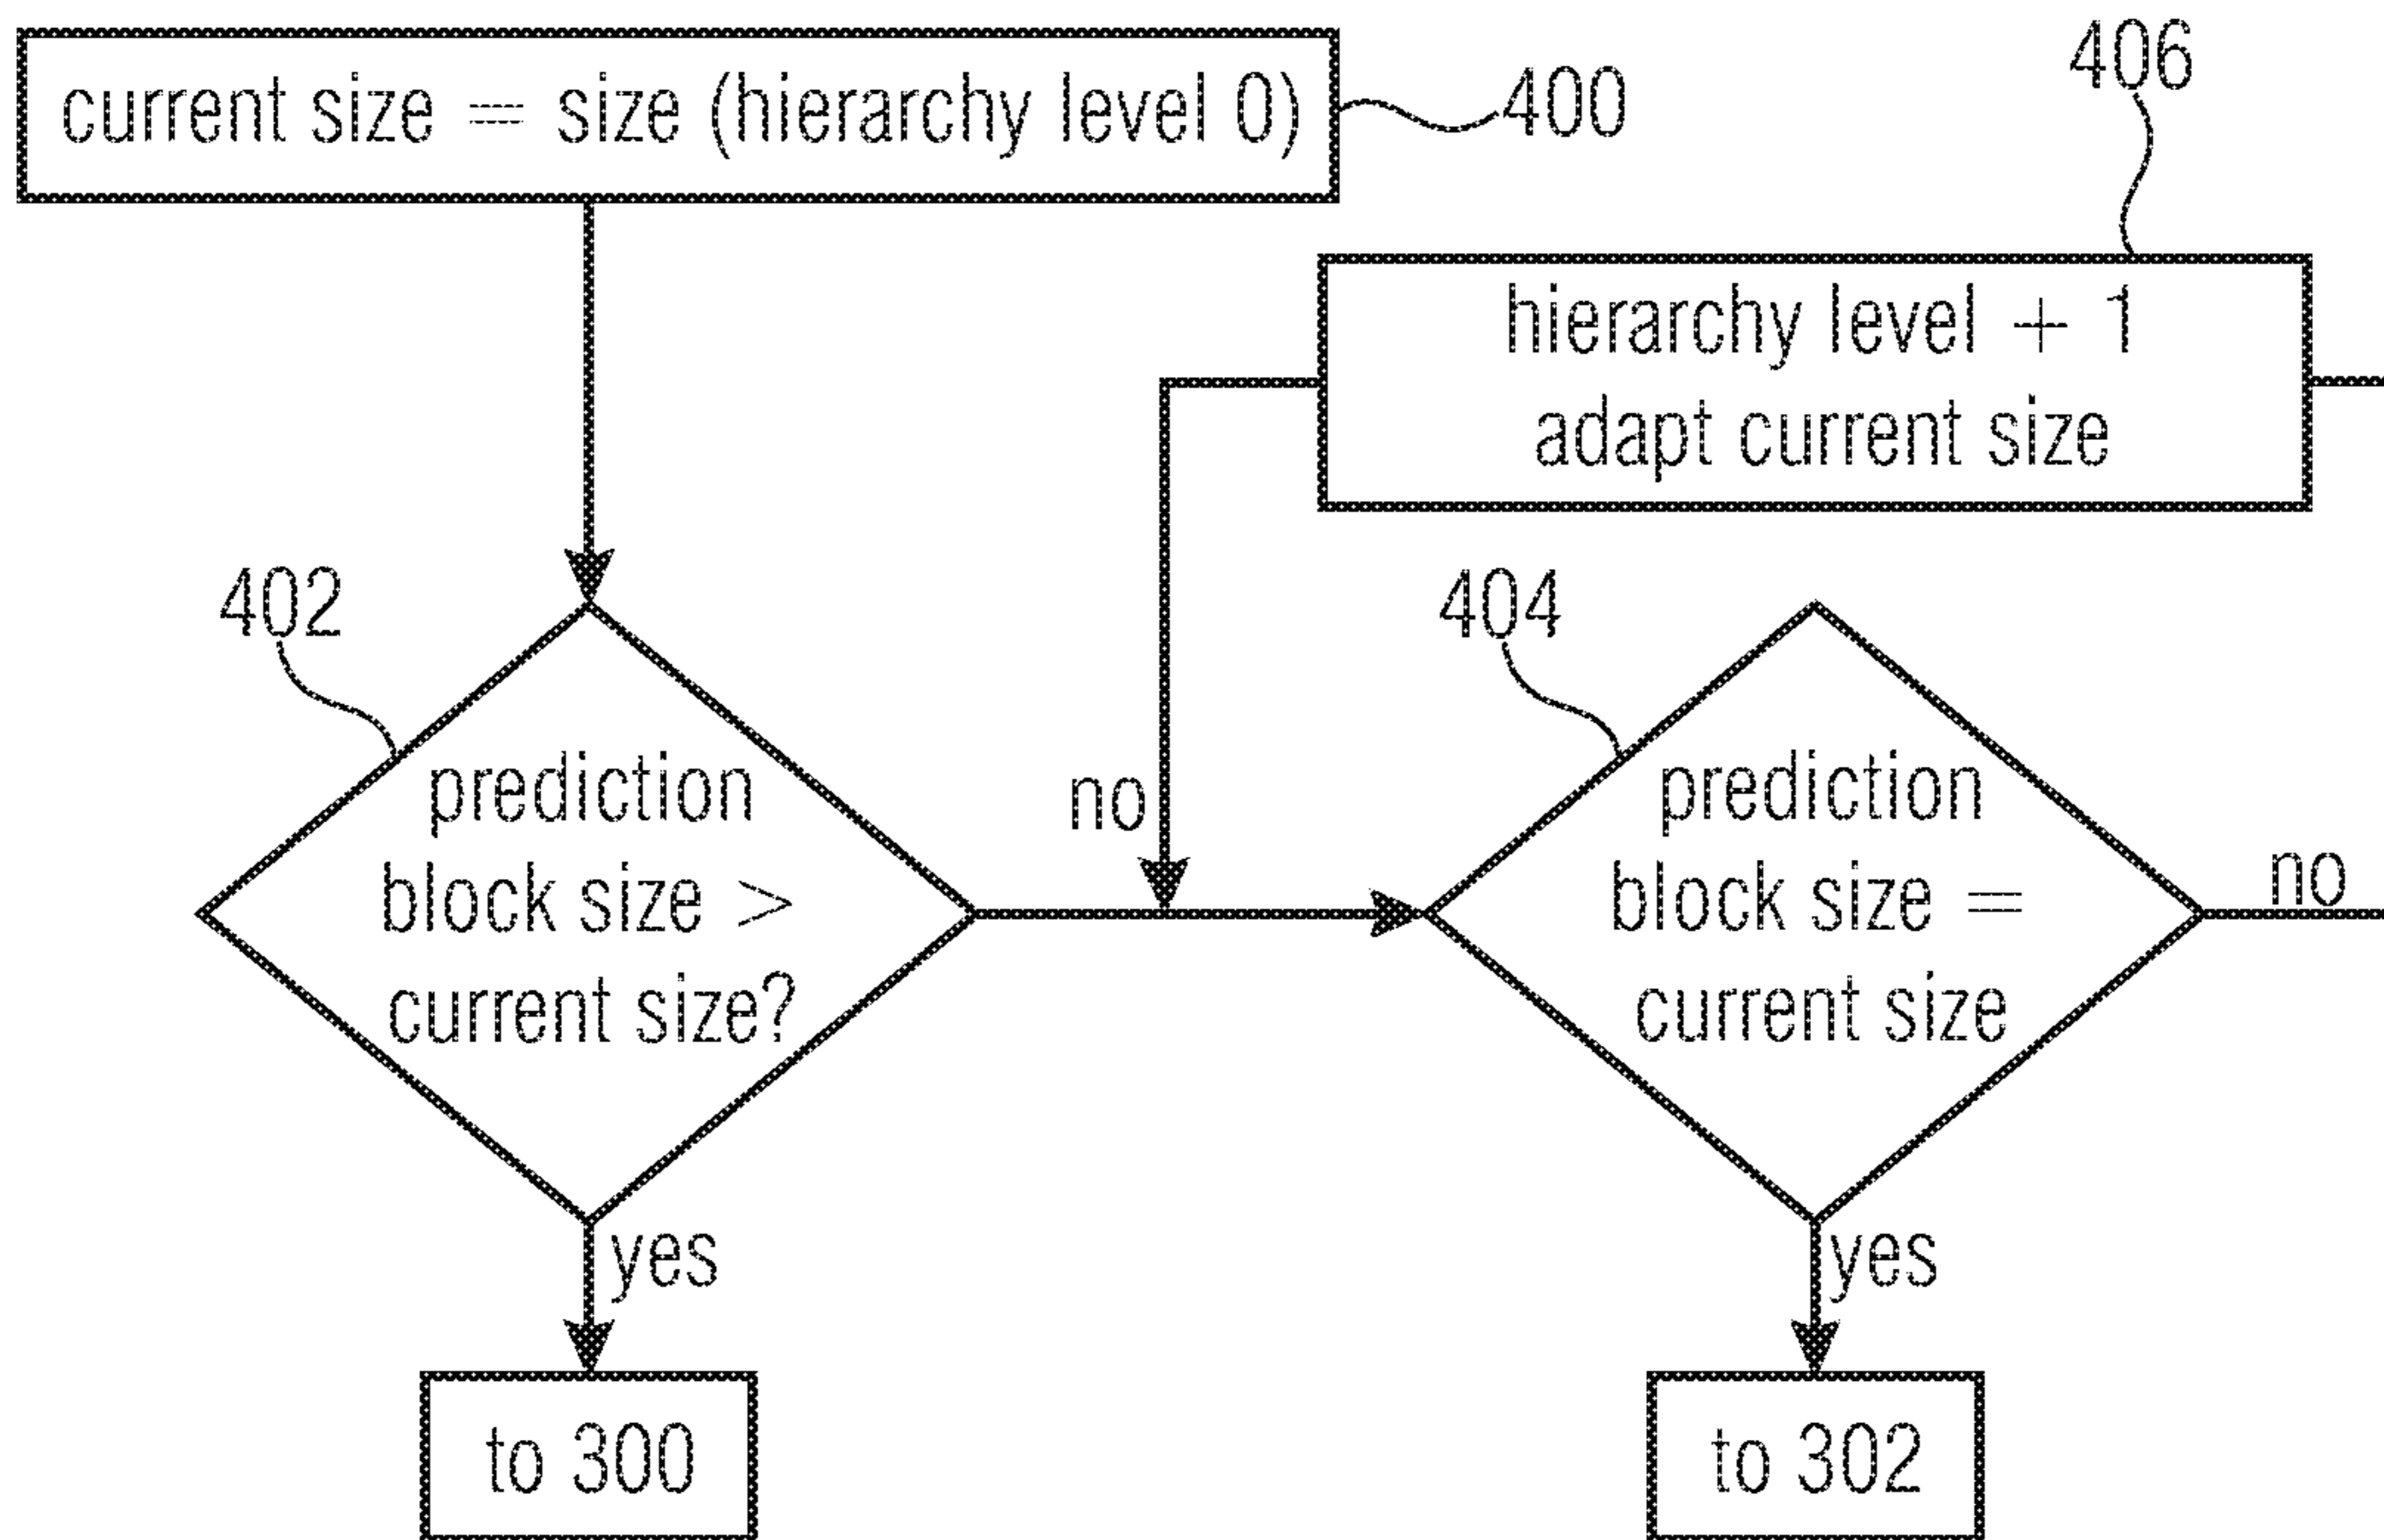 current size = size (hierarchy level 0)
400
406
hierarchy level + 1
adapt current size
402
prediction
block size >
current size?
no
404
prediction
block size =
current size
no
yes
yes
to 300
to 302